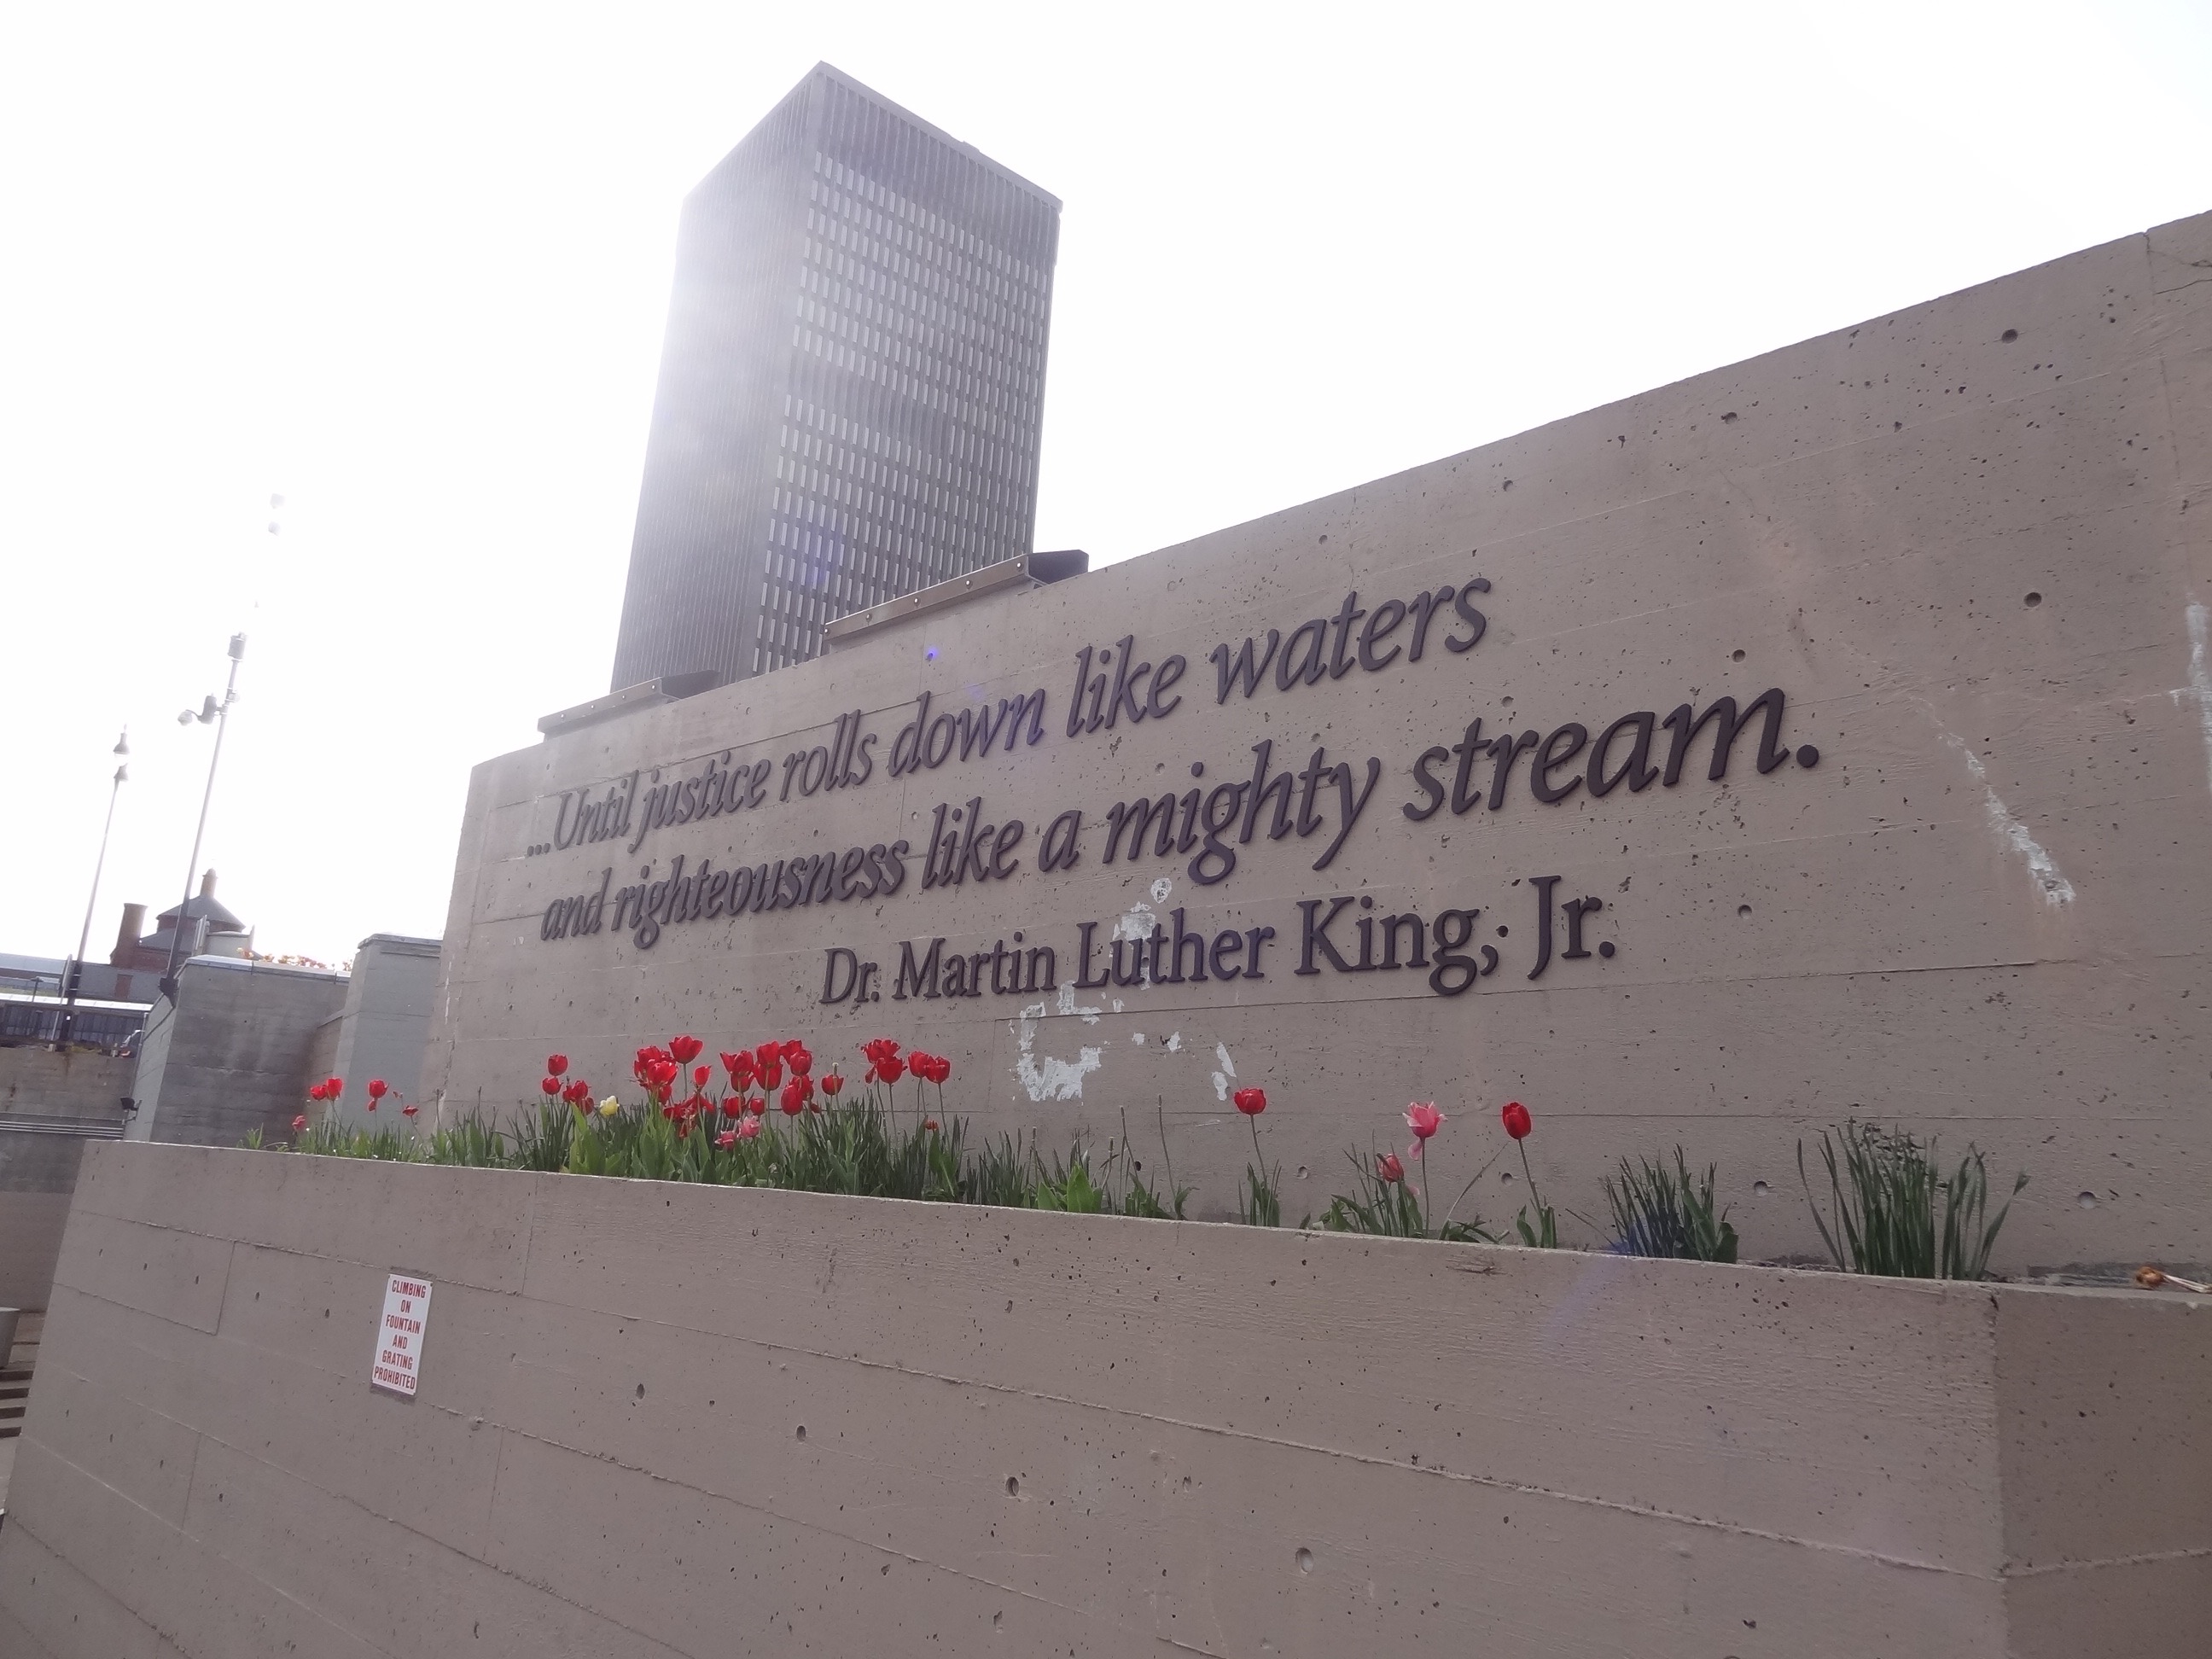 ...Until justice rolls down like waters
and righteousness like a mighty stream.
Dr. Martin Luther King, Jr.
CLIMBING
ON
FOUNTAIN
AND
GRATING
PROHIBITED